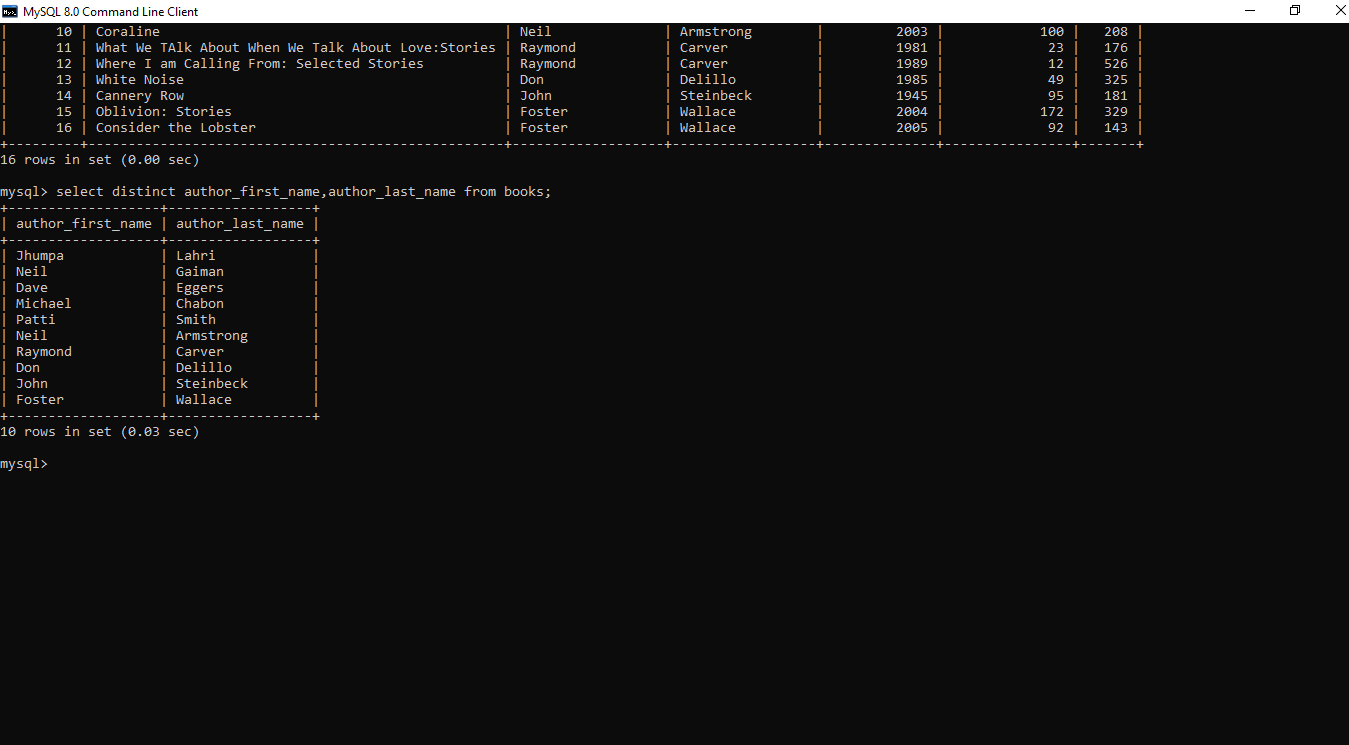 MySQL 8.0 Command Line Client
|      10 | Coraline                                           | Neil              | Armstrong        |         2003 |            100 |   208 |
|      11 | What We TAlk About When We Talk About Love:Stories | Raymond           | Carver           |         1981 |             23 |   176 |
|      12 | Where I am Calling From: Selected Stories          | Raymond           | Carver           |         1989 |             12 |   526 |
|      13 | White Noise                                        | Don               | Delillo          |         1985 |             49 |   325 |
|      14 | Cannery Row                                        | John              | Steinbeck        |         1945 |             95 |   181 |
|      15 | Oblivion: Stories                                  | Foster            | Wallace          |         2004 |            172 |   329 |
|      16 | Consider the Lobster                               | Foster            | Wallace          |         2005 |             92 |   143 |
+---------+----------------------------------------------------+-------------------+------------------+--------------+----------------+-------+
16 rows in set (0.00 sec)
mysql> select distinct author_first_name,author_last_name from books;
+-------------------+------------------+
| author_first_name | author_last_name |
+-------------------+------------------+
| Jhumpa            | Lahri            |
| Neil              | Gaiman           |
| Dave              | Eggers           |
| Michael           | Chabon           |
| Patti             | Smith            |
| Neil              | Armstrong        |
| Raymond           | Carver           |
| Don               | Delillo          |
| John              | Steinbeck        |
| Foster            | Wallace          |
+-------------------+------------------+
10 rows in set (0.03 sec)
mysql>